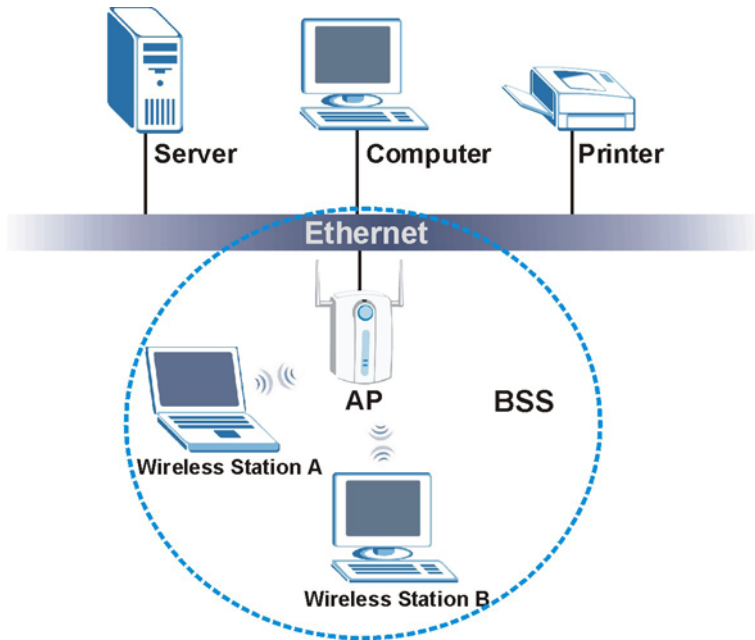 Server
Computer
Printer
Ethernet
AP
BSS
Wireless Station A
Wireless Station B